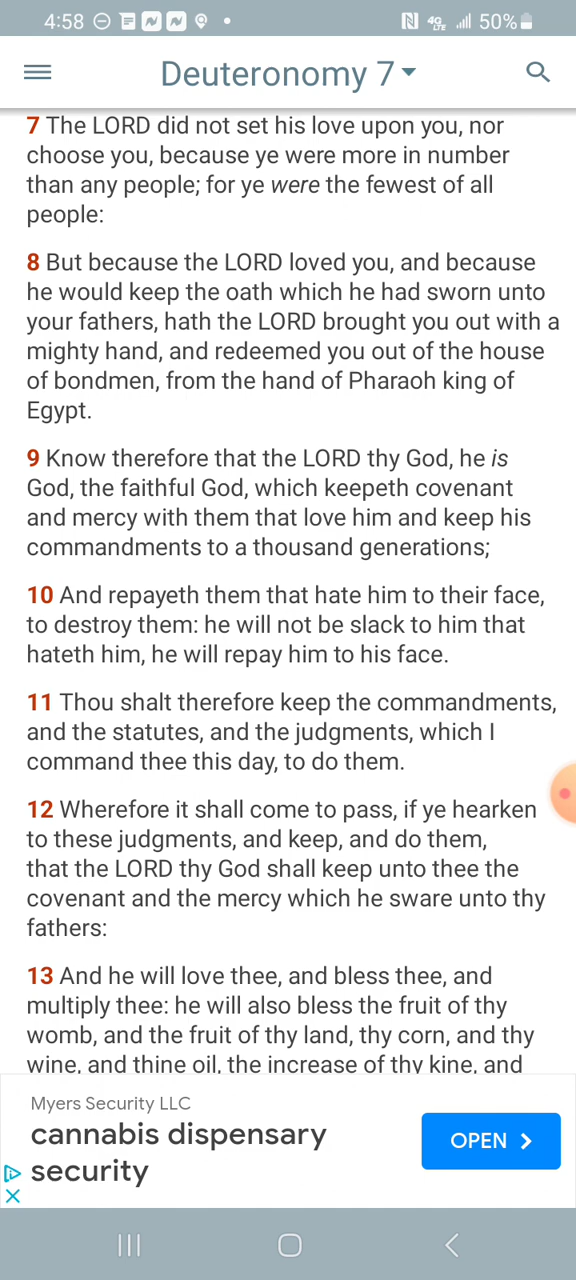 4:58 4G LTE 50%
Deuteronomy 7
7 The LORD did not set his love upon you, nor
choose you, because ye were more in number
than any people; for ye were the fewest of all
people:
8 But because the LORD loved you, and because
he would keep the oath which he had sworn unto
your fathers, hath the LORD brought you out with a
mighty hand, and redeemed you out of the house
of bondmen, from the hand of Pharaoh king of
Egypt.
9 Know therefore that the LORD thy God, he is
God, the faithful God, which keepeth covenant
and mercy with them that love him and keep his
commandments to a thousand generations;
10 And repayeth them that hate him to their face,
to destroy them: he will not be slack to him that
hateth him, he will repay him to his face.
11 Thou shalt therefore keep the commandments,
and the statutes, and the judgments, which I
command thee this day, to do them.
12 Wherefore it shall come to pass, if ye hearken
to these judgments, and keep, and do them,
that the LORD thy God shall keep unto thee the
covenant and the mercy which he sware unto thy
fathers:
13 And he will love thee, and bless thee, and
multiply thee: he will also bless the fruit of thy
womb, and the fruit of thy land, thy corn, and thy
wine, and thine oil, the increase of thy kine, and
Myers Security LLC
cannabis dispensary
security
OPEN